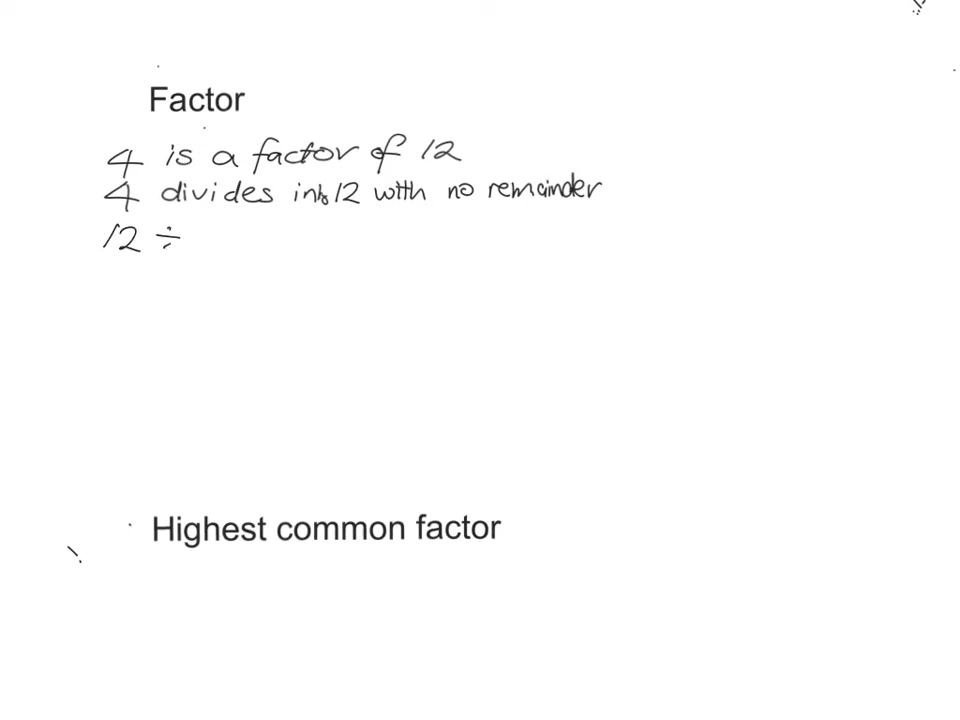 Factor
4 is a factor of 12
4 divides into 12 with no remainder
12 ÷
Highest common factor